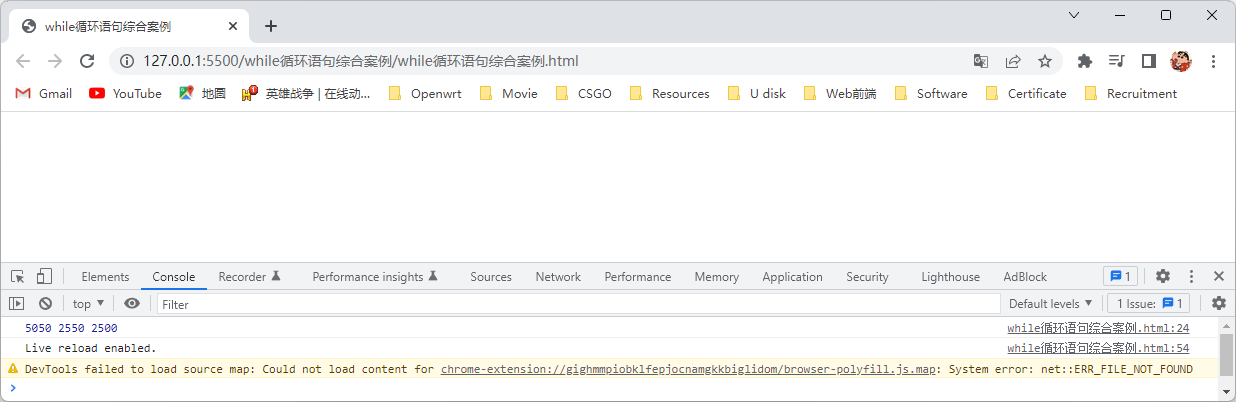 while循环语句综合案例
127.0.0.1:5500/while循环语句综合案例/while循环语句综合案例.html
Gmail YouTube 地图 英雄战争 | 在线动... Openwrt Movie CSGO Resources U disk Web前端 Software Certificate Recruitment
Elements Console Recorder Performance insights Sources Network Performance Memory Application Security Lighthouse AdBlock 1
top Filter Default levels 1 Issue: 1
5050 2550 2500 while循环语句综合案例.html:24
Live reload enabled. while循环语句综合案例.html:54
DevTools failed to load source map: Could not load content for chrome-extension://gighmmpiobklfepjocnamgkkbiglidom/browser-polyfill.js.map: System error: net::ERR_FILE_NOT_FOUND